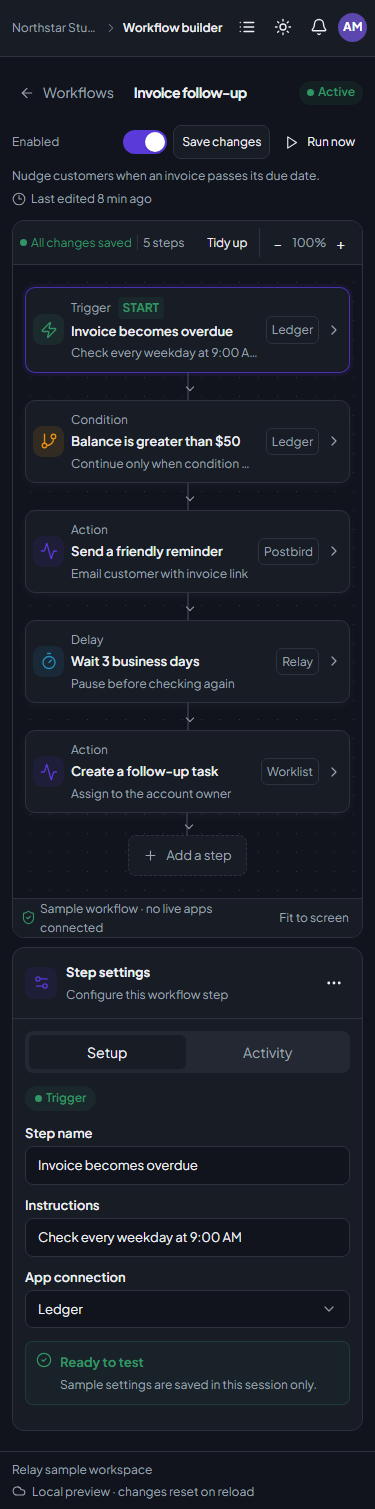 Northstar Stu... Workflow builder AM
Workflows Invoice follow-up Active
Enabled Save changes Run now
Nudge customers when an invoice passes its due date.
Last edited 8 min ago
All changes saved 5 steps Tidy up − 100% +
Trigger START
Invoice becomes overdue Ledger
Check every weekday at 9:00 A...
Condition
Balance is greater than $50 Ledger
Continue only when condition ...
Action
Send a friendly reminder Postbird
Email customer with invoice link
Delay
Wait 3 business days Relay
Pause before checking again
Action
Create a follow-up task Worklist
Assign to the account owner
Add a step
Sample workflow · no live apps
connected Fit to screen
Step settings
Configure this workflow step
Setup Activity
Trigger
Step name
Invoice becomes overdue
Instructions
Check every weekday at 9:00 AM
App connection
Ledger
Ready to test
Sample settings are saved in this session only.
Relay sample workspace
Local preview · changes reset on reload